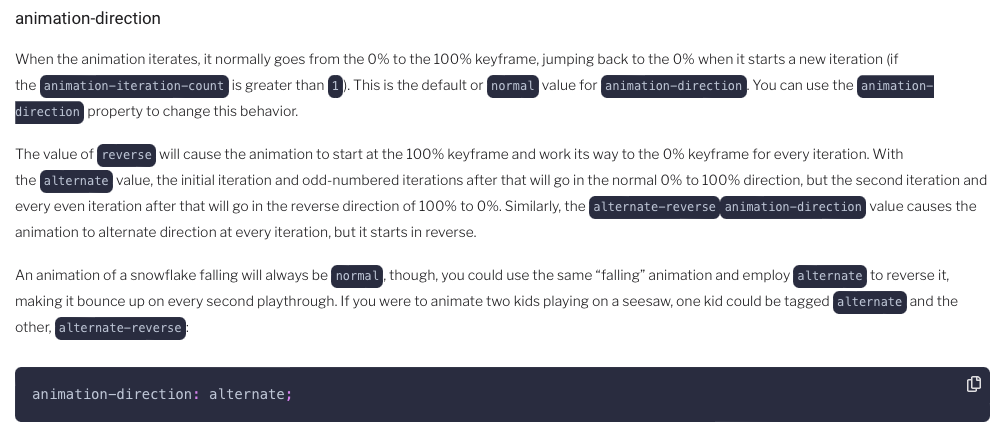 animation-direction
When the animation iterates, it normally goes from the 0% to the 100% keyframe, jumping back to the 0% when it starts a new iteration (if
the animation-iteration-count is greater than 1). This is the default or normal value for animation-direction. You can use the animation-
direction property to change this behavior.
The value of reverse will cause the animation to start at the 100% keyframe and work its way to the 0% keyframe for every iteration. With
the alternate value, the initial iteration and odd-numbered iterations after that will go in the normal 0% to 100% direction, but the second iteration and
every even iteration after that will go in the reverse direction of 100% to 0%. Similarly, the alternate-reverse animation-direction value causes the
animation to alternate direction at every iteration, but it starts in reverse.
An animation of a snowflake falling will always be normal, though, you could use the same “falling” animation and employ alternate to reverse it,
making it bounce up on every second playthrough. If you were to animate two kids playing on a seesaw, one kid could be tagged alternate and the
other, alternate-reverse:
animation-direction: alternate;